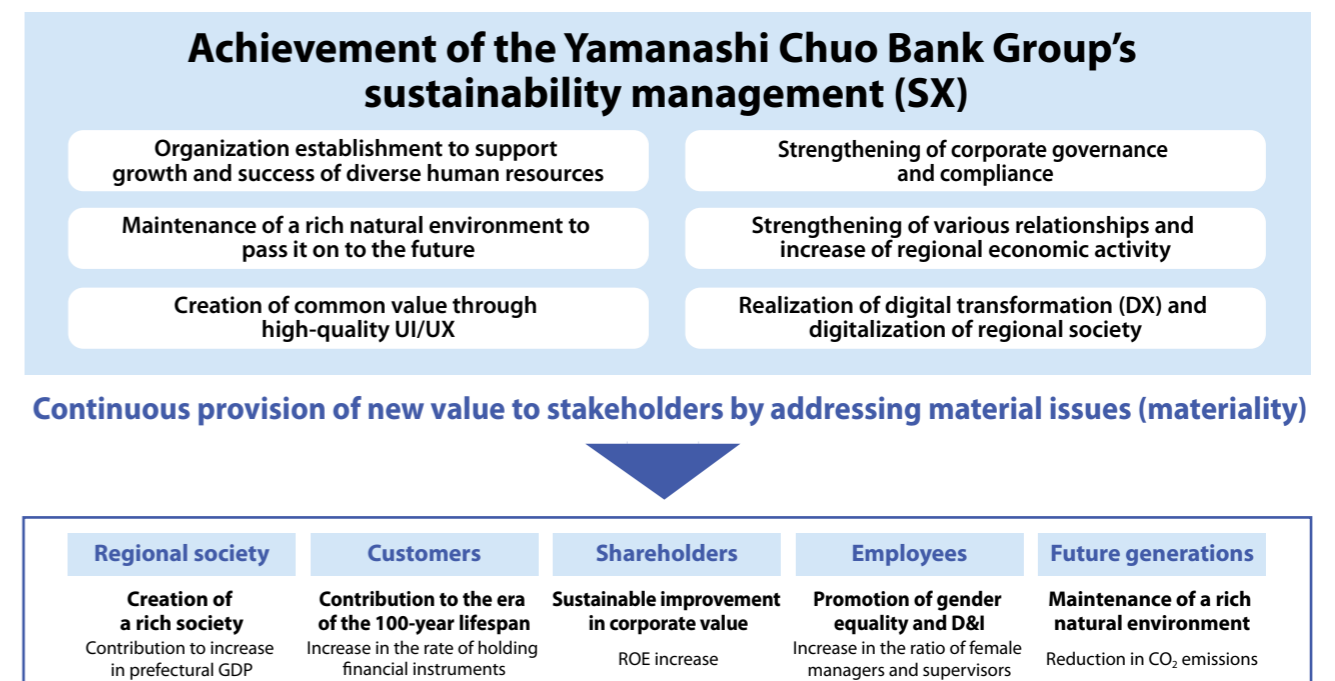 Achievement of the Yamanashi Chuo Bank Group’s
sustainability management (SX)
Organization establishment to support
growth and success of diverse human resources
Strengthening of corporate governance
and compliance
Maintenance of a rich natural environment to
pass it on to the future
Strengthening of various relationships and
increase of regional economic activity
Creation of common value through
high-quality UI/UX
Realization of digital transformation (DX) and
digitalization of regional society
Continuous provision of new value to stakeholders by addressing material issues (materiality)
Regional society
Creation of
a rich society
Contribution to increase
in prefectural GDP
Customers
Contribution to the era
of the 100-year lifespan
Increase in the rate of holding
financial instruments
Shareholders
Sustainable improvement
in corporate value
ROE increase
Employees
Promotion of gender
equality and D&I
Increase in the ratio of female
managers and supervisors
Future generations
Maintenance of a rich
natural environment
Reduction in CO₂ emissions